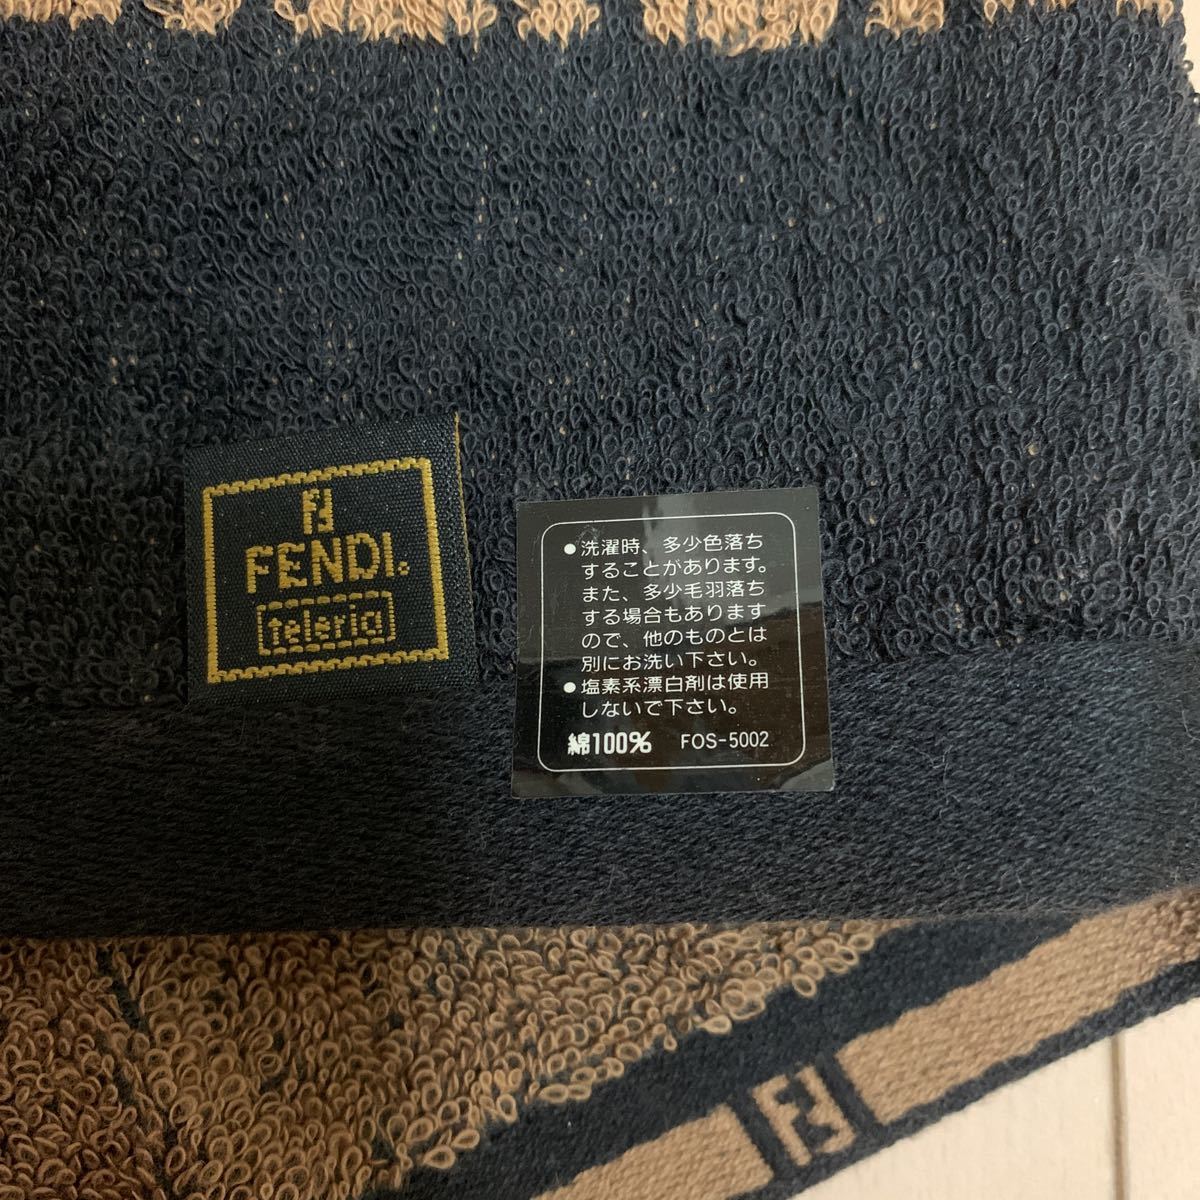 FENDI.
teleria
●洗濯時、多少色落ち
することがあります。
また、多少毛羽落ち
する場合もあります
ので、他のものとは
別にお洗い下さい。
●塩素系漂白剤は使用
しないで下さい。
綿100% FOS-5002